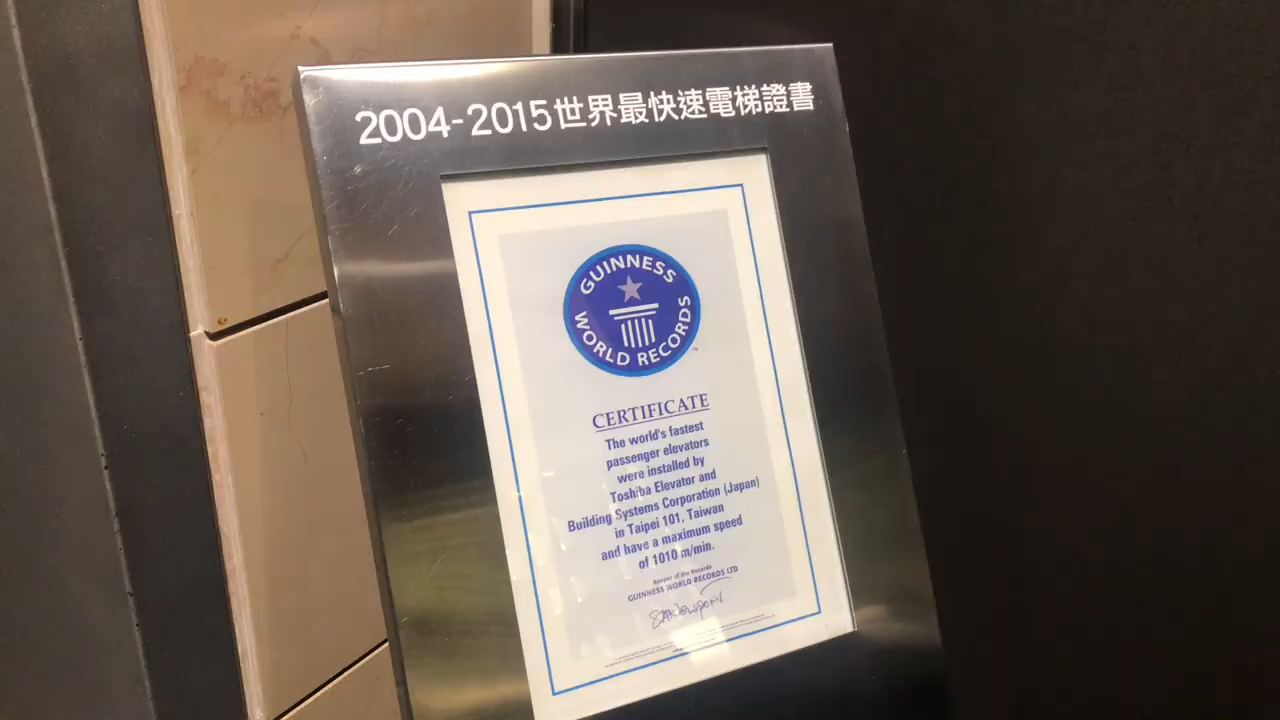 2004-2015世界最快速電梯證書
GUINNESS
WORLD RECORDS
CERTIFICATE
The world's fastest
passenger elevators
were installed by
Toshiba Elevator and
Building Systems Corporation (Japan)
in Taipei 101, Taiwan
and have a maximum speed
of 1010 m/min.
Keeper of the Records
GUINNESS WORLD RECORDS LTD